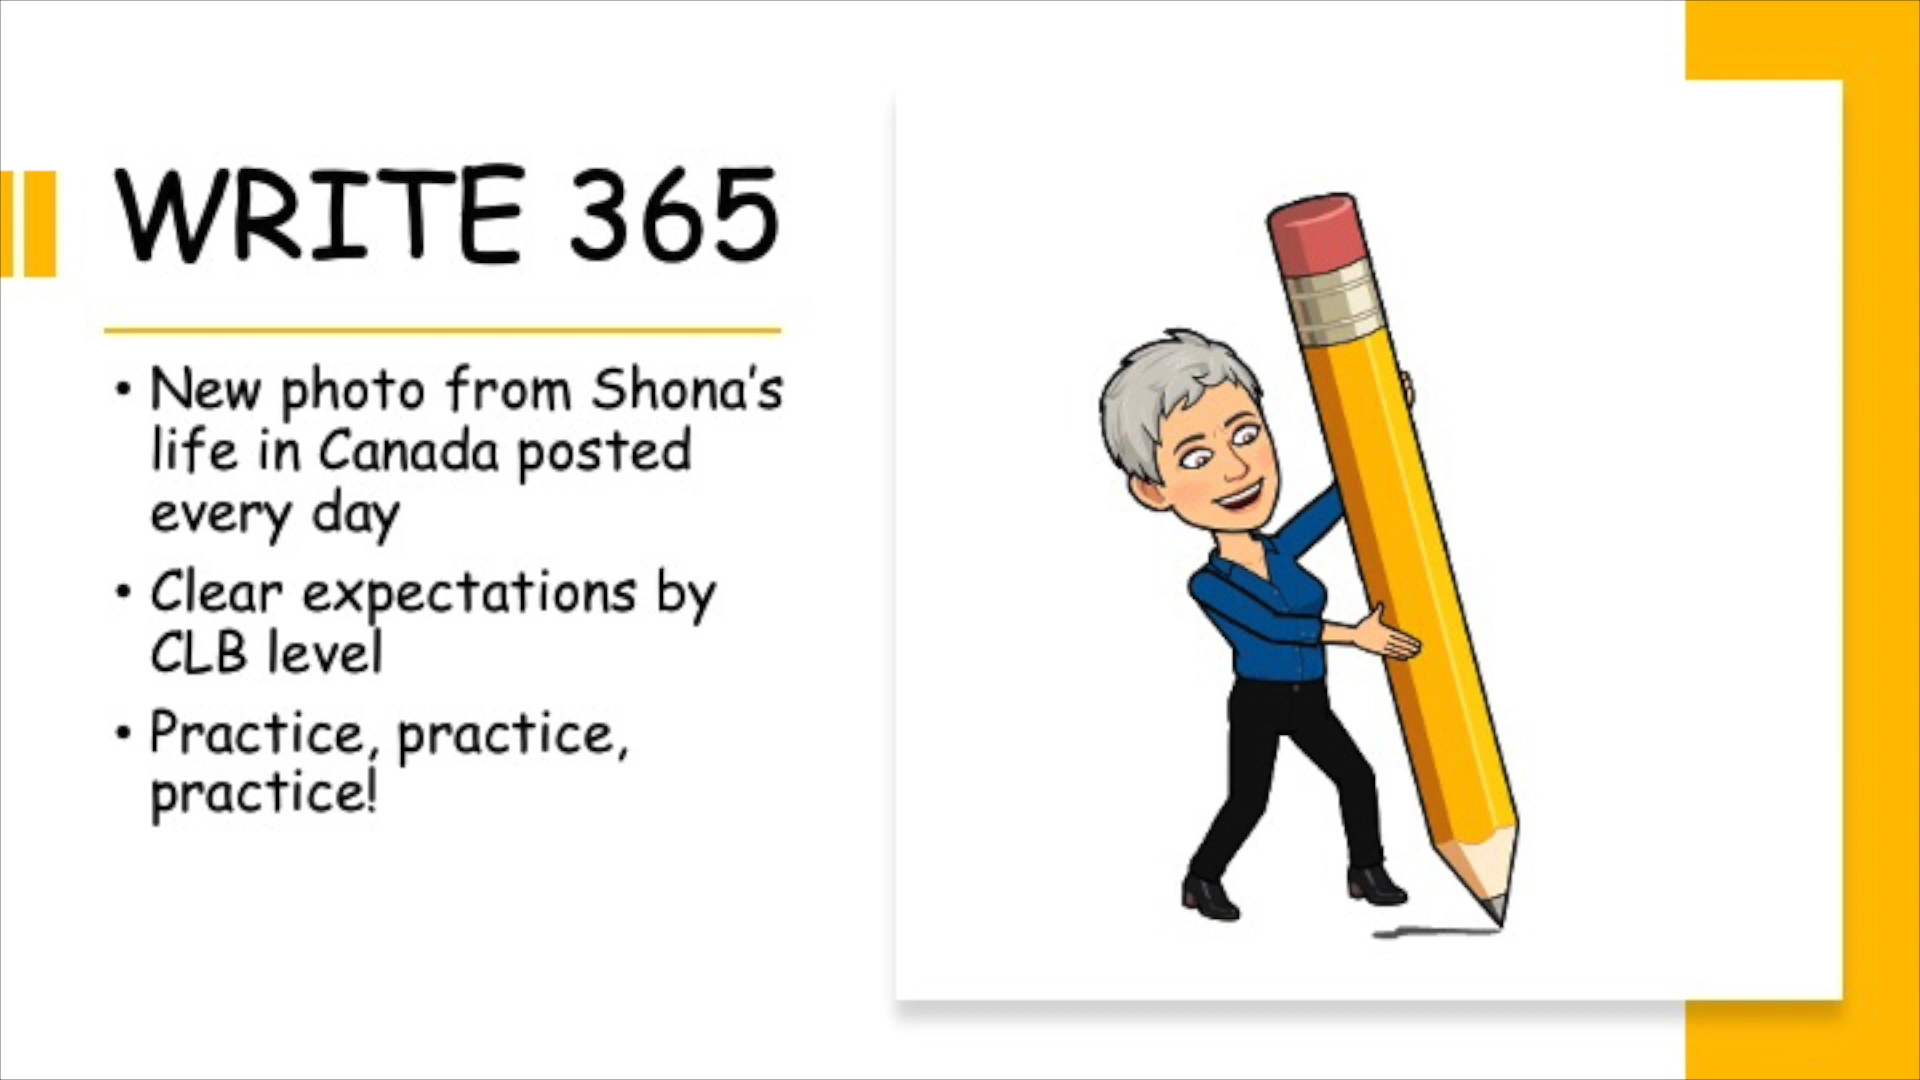 WRITE 365
• New photo from Shona's
life in Canada posted
every day
• Clear expectations by
CLB level
• Practice, practice,
practice!